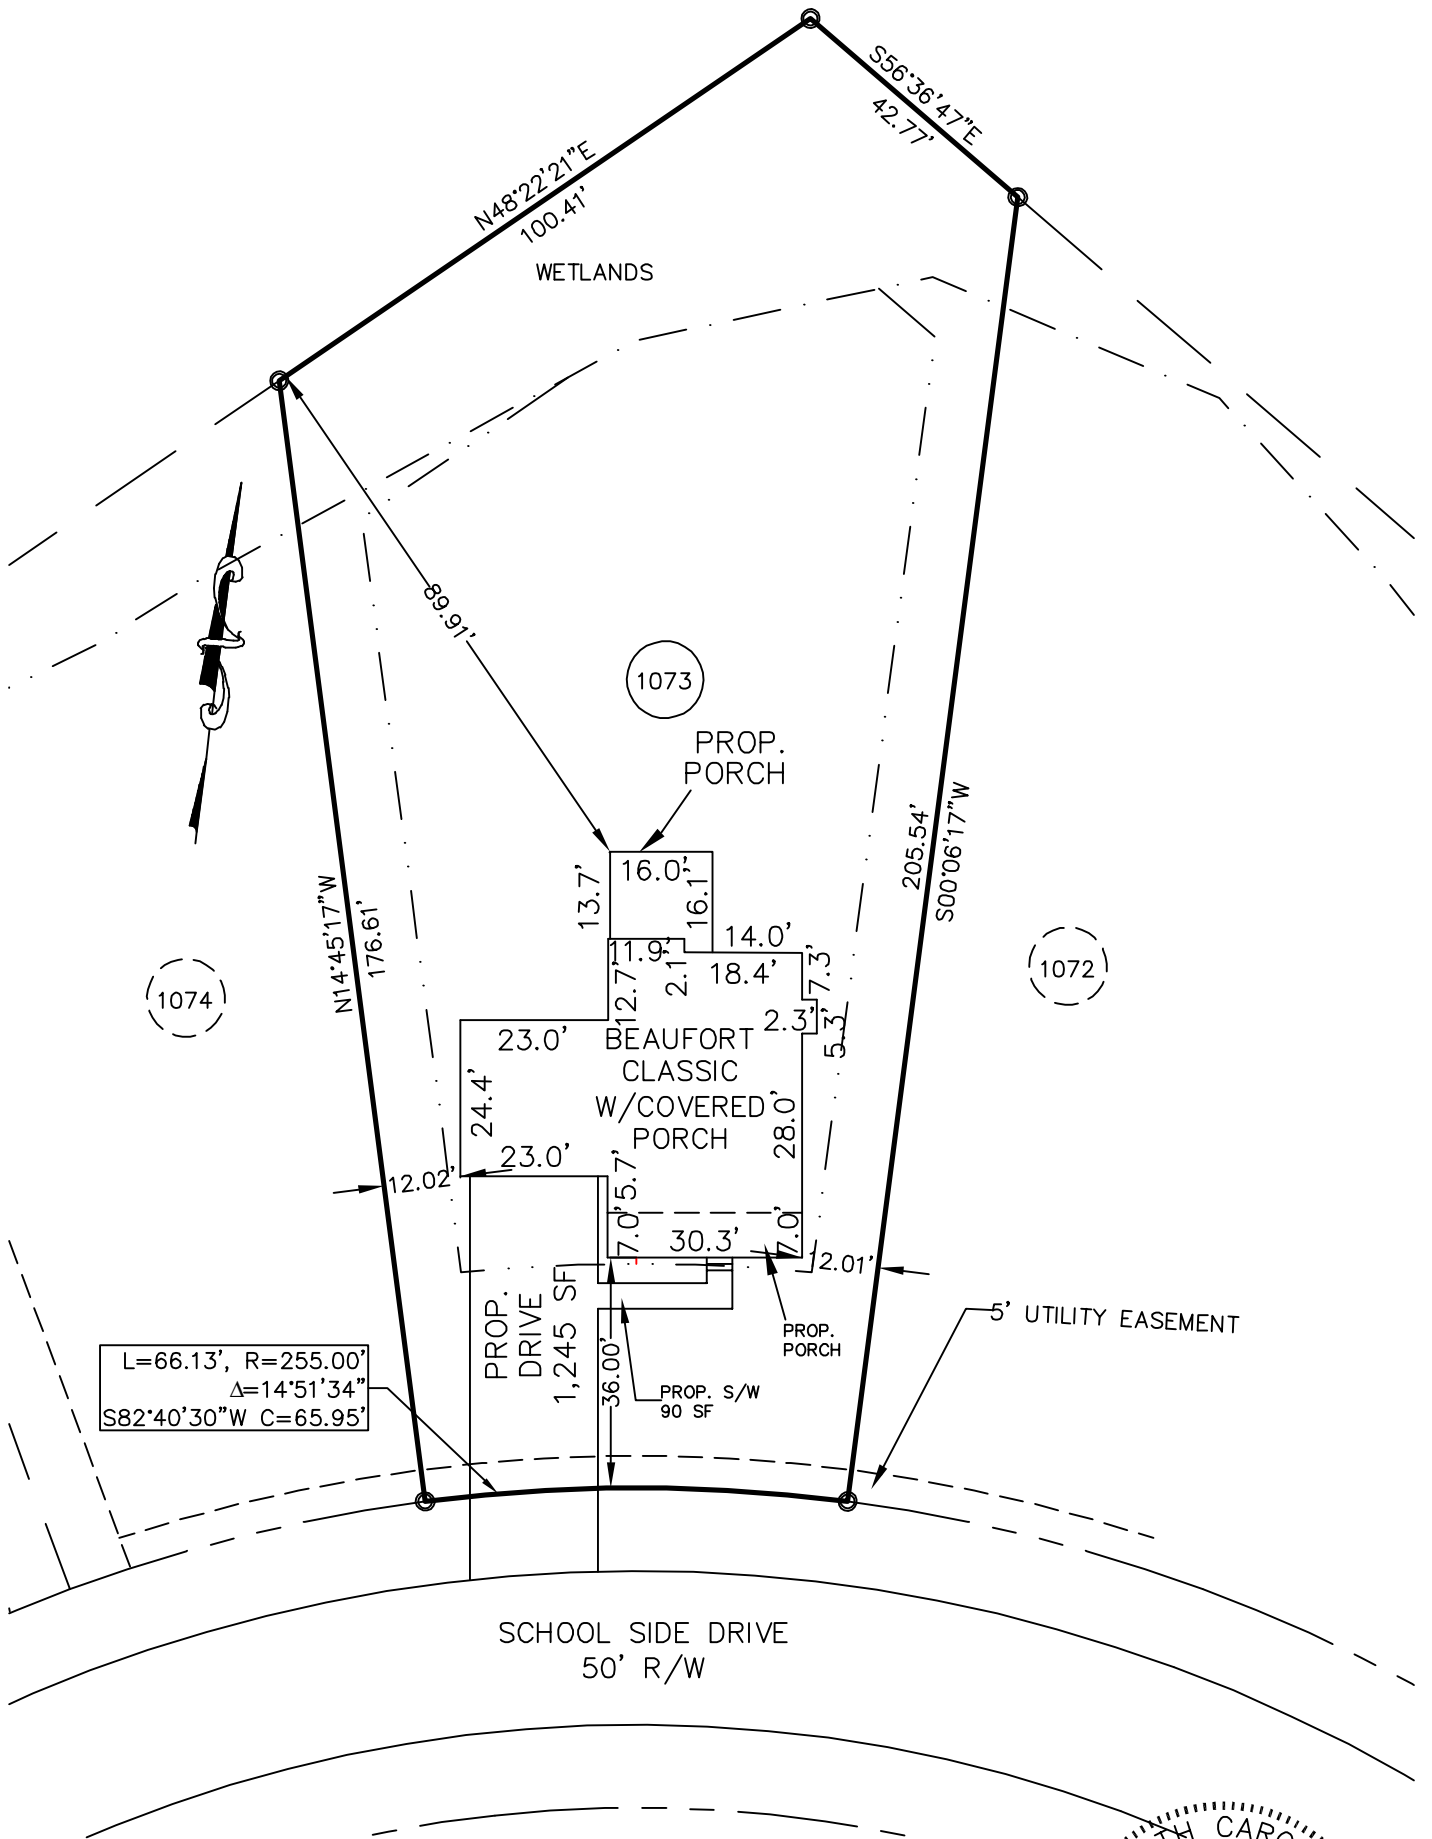 S56°36'47"E
42.77'
N48°22'21"E
100.41'
WETLANDS
89.91'
1073
PROP.
PORCH
16.0'
13.7'
16.1'
205.54'
S00°06'17"W
N14°45'17"W
176.61'
11.9'
2.1'
14.0'
18.4'
7.3'
12.7'
2.3'
5.3'
1074
1072
23.0'
BEAUFORT
CLASSIC
W/COVERED
PORCH
24.4'
28.0'
23.0'
5.7'
12.02'
7.0'
30.3'
7.0'
12.01'
PROP.
DRIVE
1,245 SF
36.00'
PROP.
PORCH
5' UTILITY EASEMENT
L=66.13', R=255.00'
Δ=14°51'34"
S82°40'30"W C=65.95'
PROP. S/W
90 SF
SCHOOL SIDE DRIVE
50' R/W
TH CARO